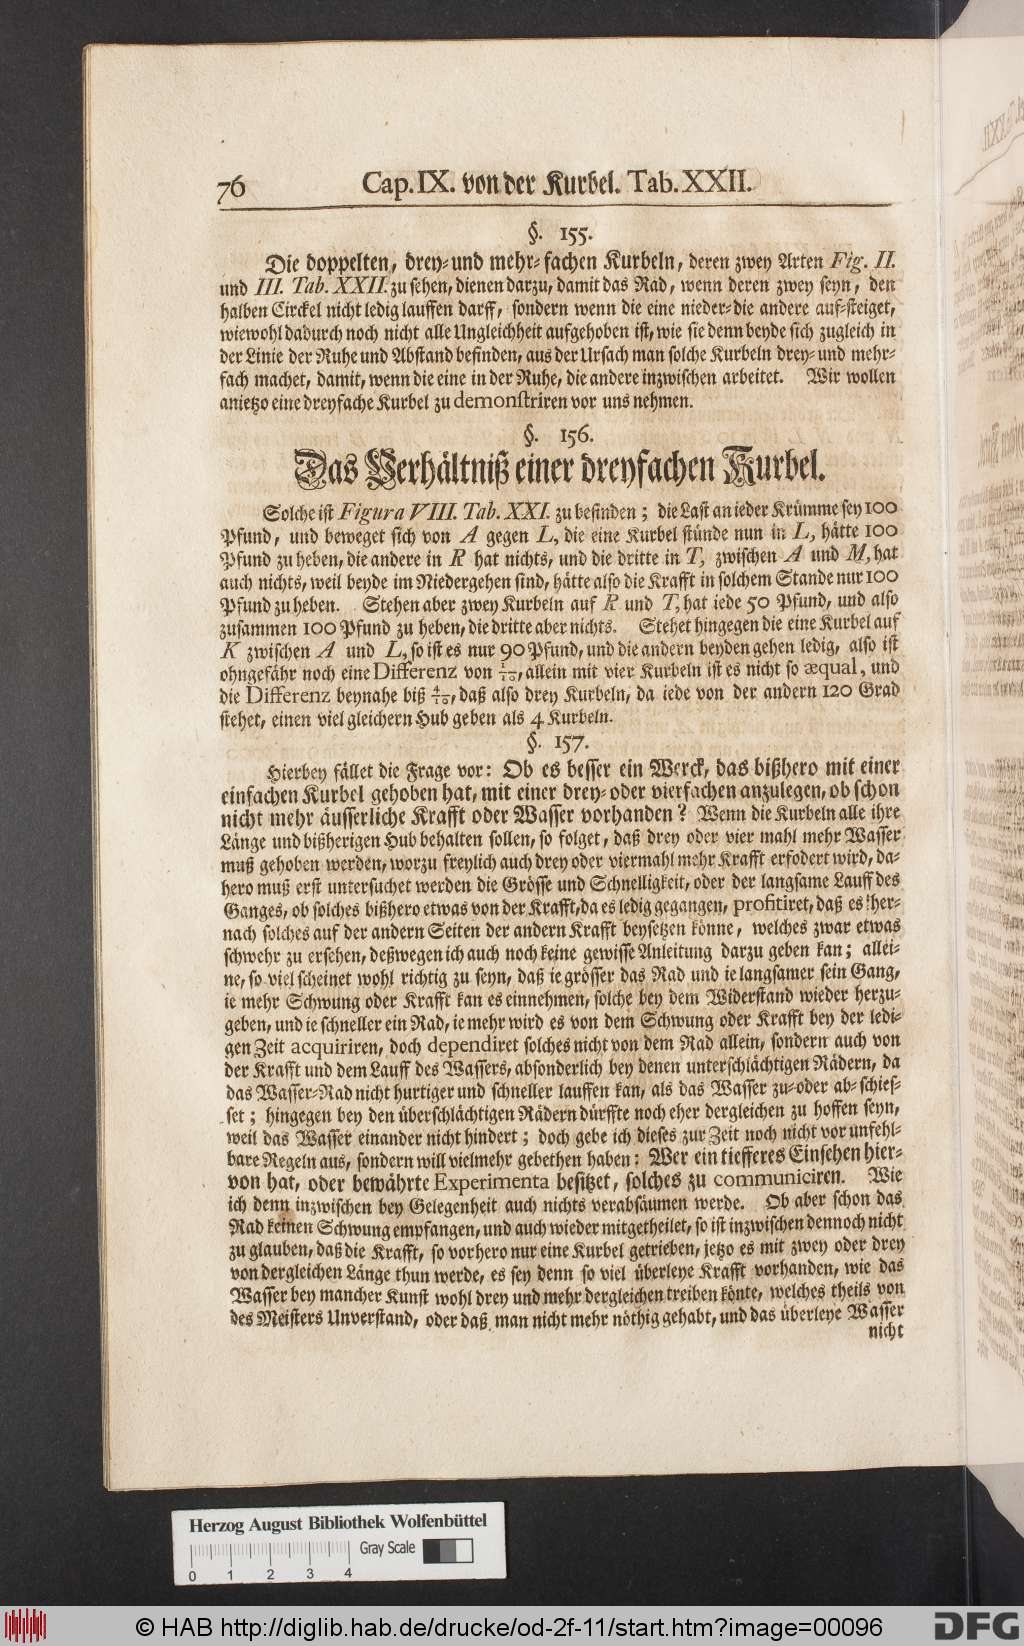 76 Cap. IX. von der Kurbel. Tab. XXII.
§. 155.
Die doppelten, drey- und mehr-fachen Kurbeln, deren zwey Arten Fig. II.
und III. Tab. XXII. zu sehen, dienen darzu, damit das Rad, wenn deren zwey seyn, den
halben Circkel nicht ledig lauffen darff, sondern wenn die eine nieder- die andere auf-steiget,
wiewohl dadurch noch nicht alle Ungleichheit aufgehoben ist, wie sie denn beyde sich zugleich in
der Linie der Ruhe und Abstand befinden, aus der Ursach man solche Kurbeln drey- und mehr-
fach machet, damit, wenn die eine in der Ruhe, die andere inzwischen arbeitet. Wir wollen
anietzo eine dreyfache Kurbel zu demonstriren vor uns nehmen.
§. 156.
Das Verhältniß einer dreyfachen Kurbel.
Solche ist Figura VIII. Tab. XXI. zu befinden; die Last an ieder Krümme sey 100
Pfund, und beweget sich von A gegen L, die eine Kurbel stünde nun in L, hätte 100
Pfund zu heben, die andere in R hat nichts, und die dritte in T, zwischen A und M, hat
auch nichts, weil beyde im Niedergehen sind, hätte also die Krafft in solchem Stande nur 100
Pfund zu heben. Stehen aber zwey Kurbeln auf R und T, hat iede 50 Pfund, und also
zusammen 100 Pfund zu heben, die dritte aber nichts. Stehet hingegen die eine Kurbel auf
K zwischen A und L, so ist es nur 90 Pfund, und die andern beyden gehen ledig, also ist
ohngefähr noch eine Differenz von 1/10, allein mit vier Kurbeln ist es nicht so æqual, und
die Differenz beynahe biß 4/10, daß also drey Kurbeln, da iede von der andern 120 Grad
stehet, einen viel gleichern Hub geben als 4 Kurbeln.
§. 157.
Hierbey fället die Frage vor: Ob es besser ein Werck, das bißhero mit einer
einfachen Kurbel gehoben hat, mit einer drey- oder vierfachen anzulegen, ob schon
nicht mehr äusserliche Krafft oder Wasser vorhanden? Wenn die Kurbeln alle ihre
Länge und bißherigen Hub behalten sollen, so folget, daß drey oder vier mahl mehr Wasser
muß gehoben werden, worzu freylich auch drey oder viermahl mehr Krafft erfodert wird, da-
hero muß erst untersuchet werden die Grösse und Schnelligkeit, oder der langsame Lauff des
Ganges, ob solches bißhero etwas von der Krafft, da es ledig gegangen, profitiret, daß es her-
nach solches auf der andern Seiten der andern Krafft beysetzen könne, welches zwar etwas
schwehr zu ersehen, deßwegen ich auch noch keine gewisse Anleitung darzu geben kan; allei-
ne, so viel scheinet wohl richtig zu seyn, daß ie grösser das Rad und ie langsamer sein Gang,
ie mehr Schwung oder Krafft kan es einnehmen, solche bey dem Widerstand wieder herzu-
geben, und ie schneller ein Rad, ie mehr wird es von dem Schwung oder Krafft bey der ledi-
gen Zeit acquiriren, doch dependiret solches nicht von dem Rad allein, sondern auch von
der Krafft und dem Lauff des Wassers, absonderlich bey denen unterschlächtigen Rädern, da
das Wasser-Rad nicht hurtiger und schneller lauffen kan, als das Wasser zu- oder ab-schies-
set; hingegen bey den überschlächtigen Rädern dürffte noch eher dergleichen zu hoffen seyn,
weil das Wasser einander nicht hindert; doch gebe ich dieses zur Zeit noch nicht vor unfehl-
bare Regeln aus, sondern will vielmehr gebethen haben: Wer ein tiefferes Einsehen hier-
von hat, oder bewährte Experimenta besitzet, solches zu communiciren. Wie
ich denn inzwischen bey Gelegenheit auch nichts verabsäumen werde. Ob aber schon das
Rad keinen Schwung empfangen, und auch wieder mitgetheilet, so ist inzwischen dennoch nicht
zu glauben, daß die Krafft, so vorhero nur eine Kurbel getrieben, jetzo es mit zwey oder drey
von dergleichen Länge thun werde, es sey denn so viel überleye Krafft vorhanden, wie das
Wasser bey mancher Kunst wohl drey und mehr dergleichen treiben könte, welches theils von
des Meisters Unverstand, oder daß man nicht mehr nöthig gehabt, und das überleye Wasser
nicht
Herzog August Bibliothek Wolfenbüttel
Gray Scale
0 1 2 3 4
© HAB http://diglib.hab.de/drucke/od-2f-11/start.htm?image=00096
DFG